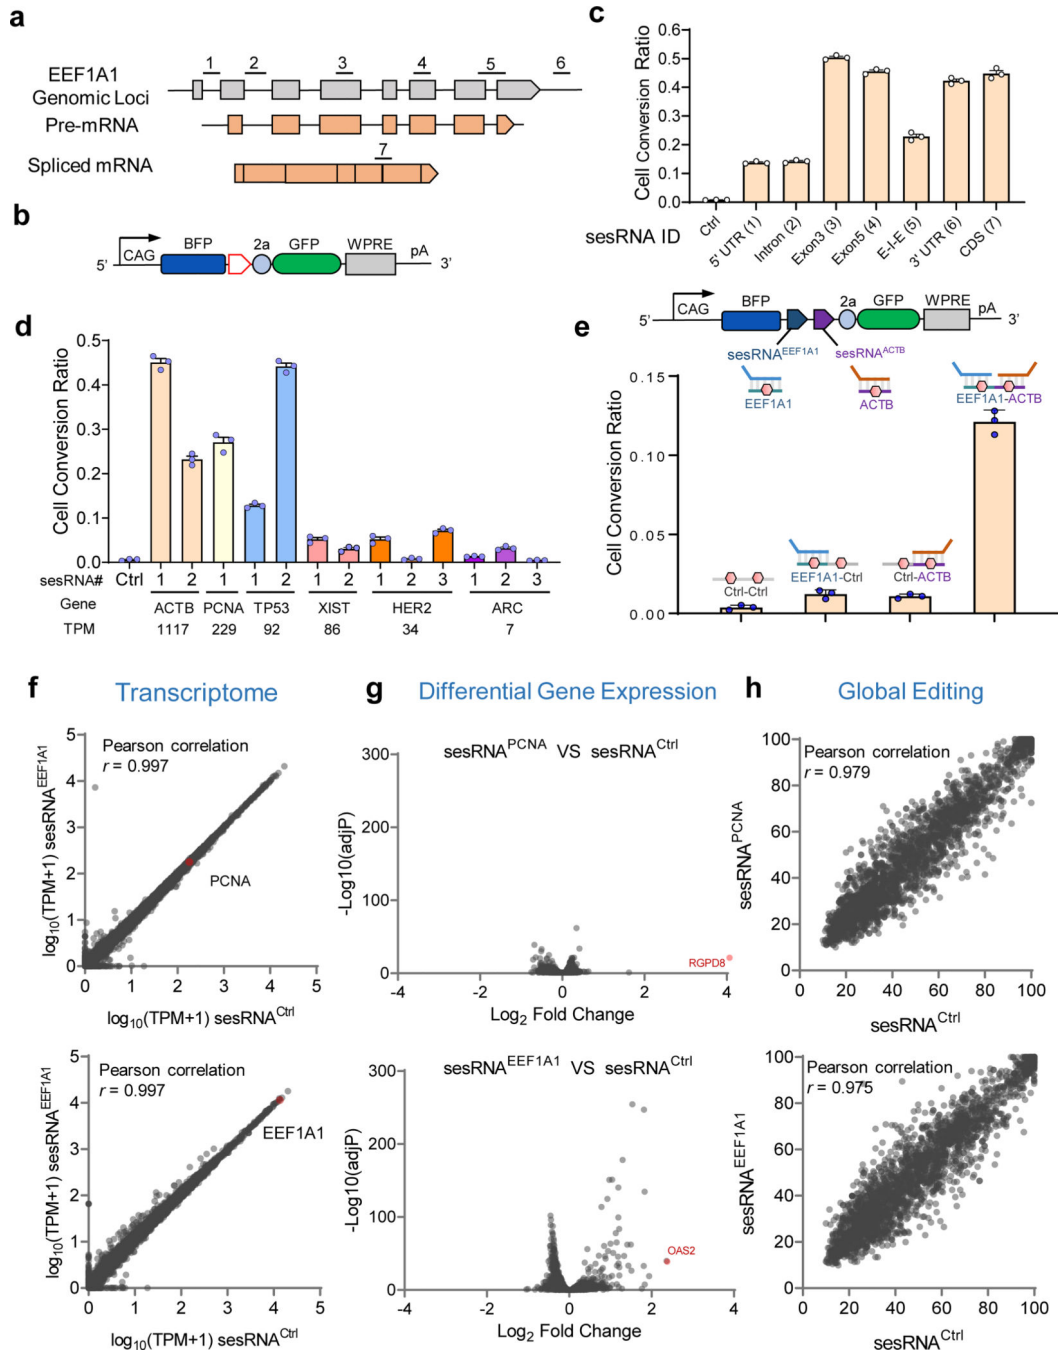 a
1 2 3 4 5 6
EEF1A1
Genomic Loci
Pre-mRNA
7
Spliced mRNA
b
BFP 2a GFP WPRE
5' CAG pA 3'
c
Cell Conversion Ratio
0.6
0.5
0.4
0.3
0.2
0.1
0.0
sesRNA ID
Ctrl
5' UTR (1)
Intron (2)
Exon3 (3)
Exon5 (4)
E-I-E (5)
3' UTR (6)
CDS (7)
d
Cell Conversion Ratio
0.5
0.4
0.3
0.2
0.1
0.0
sesRNA# Ctrl 1 2 1 1 2 1 2 1 2 3 1 2 3
Gene ACTB PCNA TP53 XIST HER2 ARC
TPM 1117 229 92 86 34 7
e
BFP 2a GFP WPRE
5' CAG pA 3'
sesRNA^EEF1A1 sesRNA^ACTB
Cell Conversion Ratio
0.15
0.10
0.05
0.00
EEF1A1 ACTB EEF1A1-ACTB
Ctrl-Ctrl EEF1A1-Ctrl Ctrl-ACTB
f Transcriptome
Pearson correlation
r = 0.997
PCNA
log10(TPM+1) sesRNA^EEF1A1
5
4
3
2
1
0
0 1 2 3 4 5
log10(TPM+1) sesRNA^Ctrl
Pearson correlation
r = 0.997
EEF1A1
log10(TPM+1) sesRNA^EEF1A1
5
4
3
2
1
0
0 1 2 3 4 5
log10(TPM+1) sesRNA^Ctrl
g Differential Gene Expression
sesRNA^PCNA VS sesRNA^Ctrl
-Log10(adjP)
300
200
100
0
RGPD8
-4 -2 0 2 4
Log2 Fold Change
sesRNA^EEF1A1 VS sesRNA^Ctrl
-Log10(adjP)
300
200
100
0
OAS2
-4 -2 0 2 4
Log2 Fold Change
h Global Editing
Pearson correlation
r = 0.979
sesRNA^PCNA
100
80
60
40
20
0
0 20 40 60 80 100
sesRNA^Ctrl
Pearson correlation
r = 0.975
sesRNA^EEF1A1
100
80
60
40
20
0
0 20 40 60 80 100
sesRNA^Ctrl